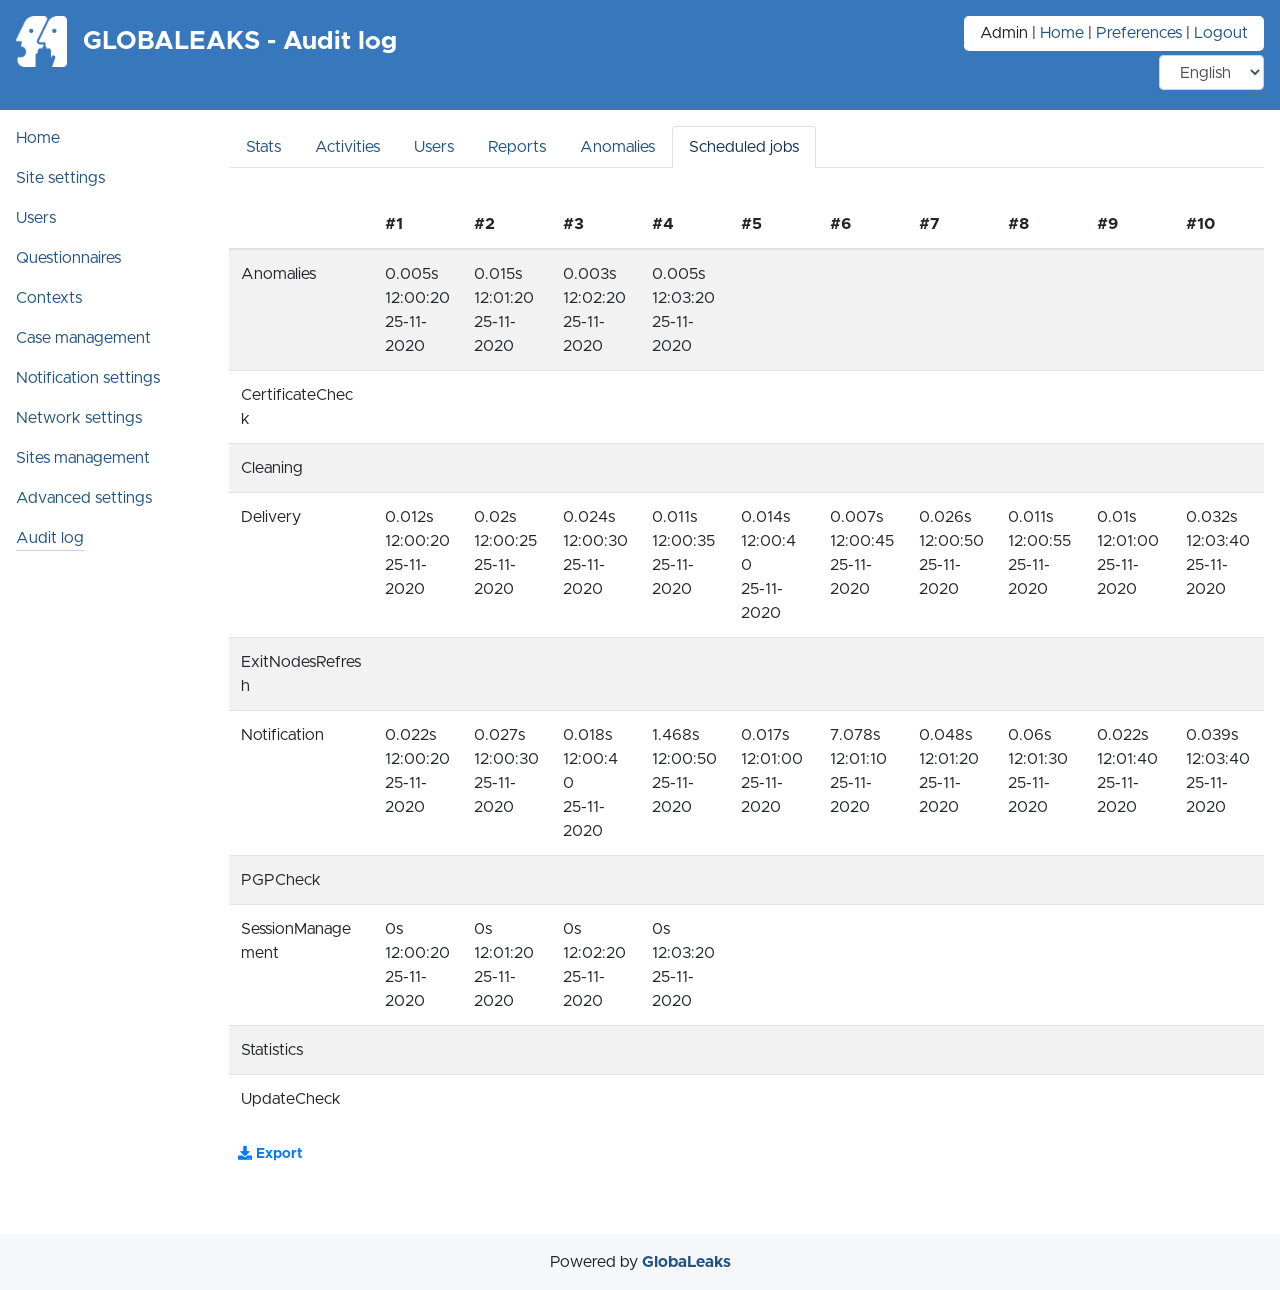 GLOBALEAKS - Audit log
Admin | Home | Preferences | Logout
English
Home
Site settings
Users
Questionnaires
Contexts
Case management
Notification settings
Network settings
Sites management
Advanced settings
Audit log
Stats Activities Users Reports Anomalies Scheduled jobs
#1 #2 #3 #4 #5 #6 #7 #8 #9 #10
Anomalies 0.005s 0.015s 0.003s 0.005s
12:00:20 12:01:20 12:02:20 12:03:20
25-11- 25-11- 25-11- 25-11-
2020 2020 2020 2020
CertificateChec
k
Cleaning
Delivery 0.012s 0.02s 0.024s 0.011s 0.014s 0.007s 0.026s 0.011s 0.01s 0.032s
12:00:20 12:00:25 12:00:30 12:00:35 12:00:4 12:00:45 12:00:50 12:00:55 12:01:00 12:03:40
25-11- 25-11- 25-11- 25-11- 0 25-11- 25-11- 25-11- 25-11- 25-11-
2020 2020 2020 2020 25-11- 2020 2020 2020 2020 2020
2020
ExitNodesRefres
h
Notification 0.022s 0.027s 0.018s 1.468s 0.017s 7.078s 0.048s 0.06s 0.022s 0.039s
12:00:20 12:00:30 12:00:4 12:00:50 12:01:00 12:01:10 12:01:20 12:01:30 12:01:40 12:03:40
25-11- 25-11- 0 25-11- 25-11- 25-11- 25-11- 25-11- 25-11- 25-11-
2020 2020 25-11- 2020 2020 2020 2020 2020 2020 2020
2020
PGPCheck
SessionManage 0s 0s 0s 0s
ment 12:00:20 12:01:20 12:02:20 12:03:20
25-11- 25-11- 25-11- 25-11-
2020 2020 2020 2020
Statistics
UpdateCheck
Export
Powered by GlobaLeaks